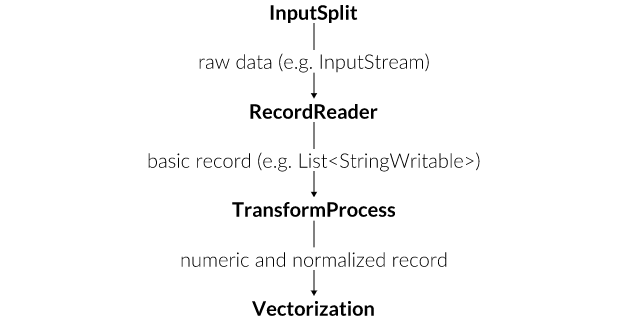 InputSplit
raw data (e.g. InputStream)
RecordReader
basic record (e.g. List<StringWritable>)
TransformProcess
numeric and normalized record
Vectorization